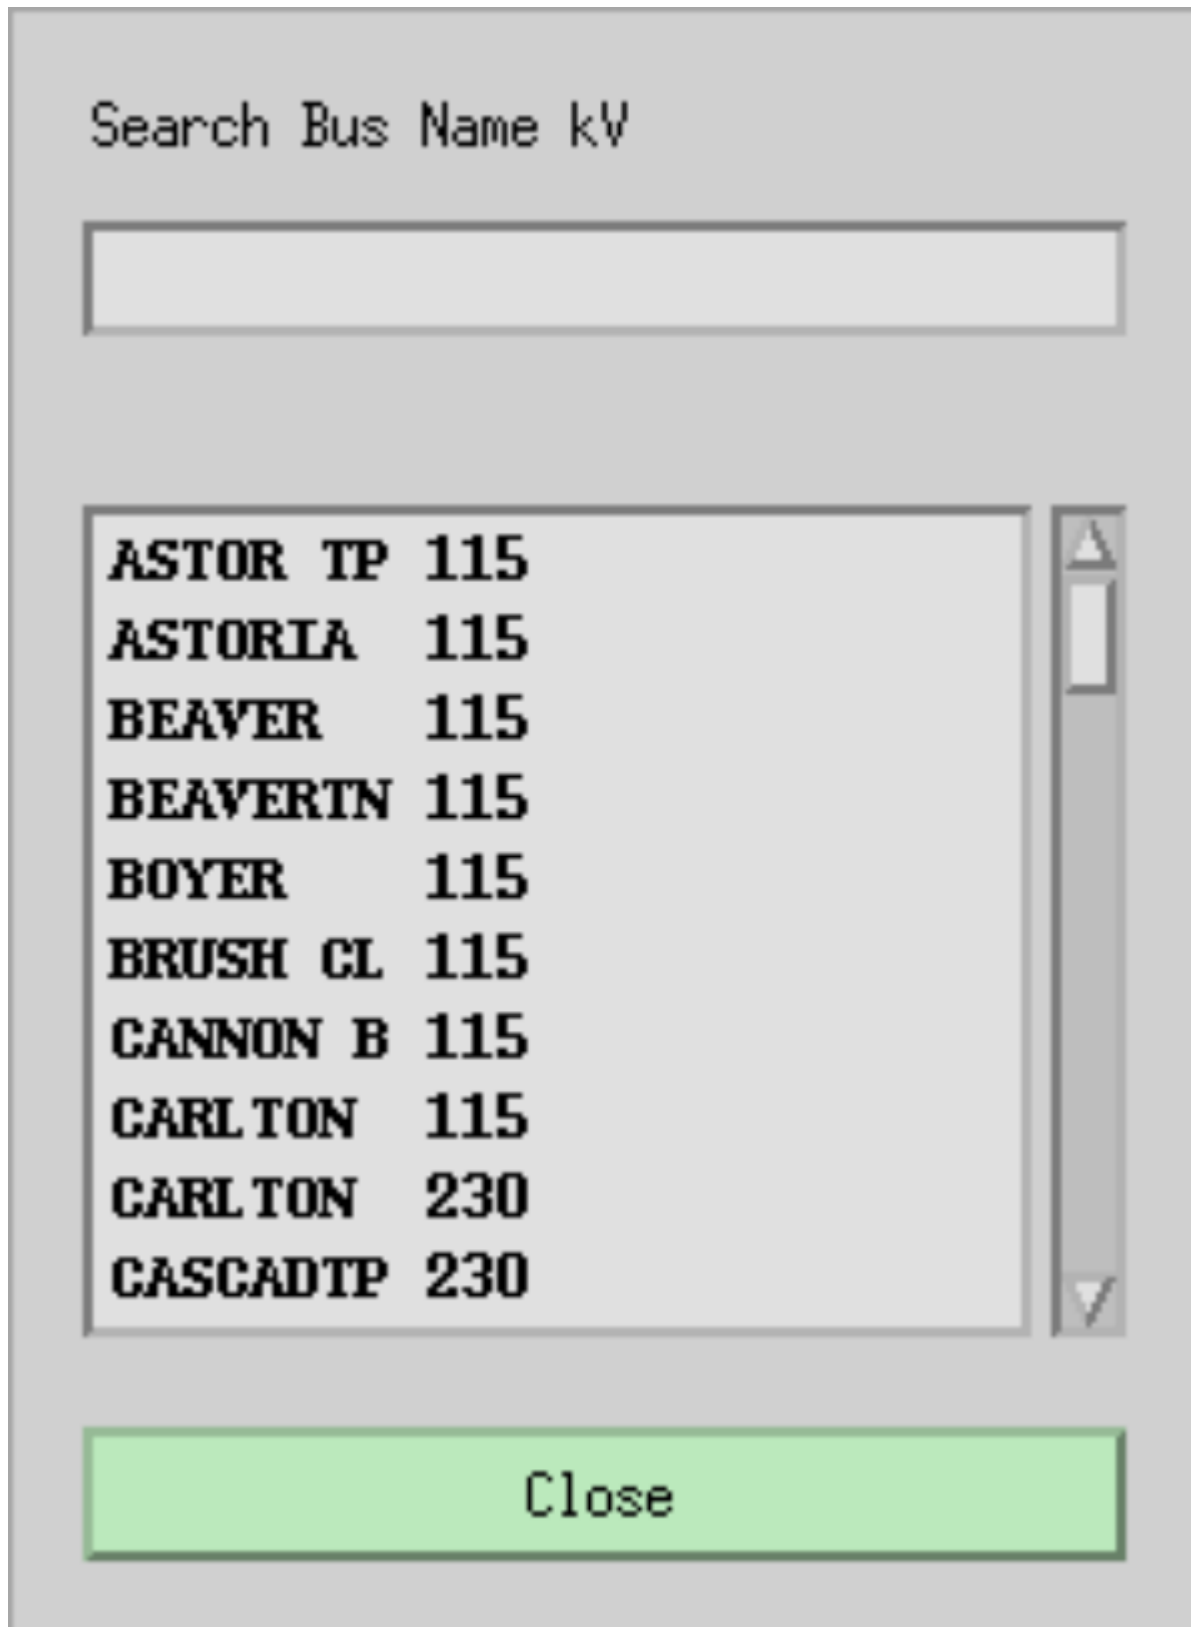 Search Bus Name kV
ASTOR TP 115
ASTORIA 115
BEAVER 115
BEAVERTN 115
BOYER 115
BRUSH CL 115
CANNON B 115
CARLTON 115
CARLTON 230
CASCADTP 230
Close